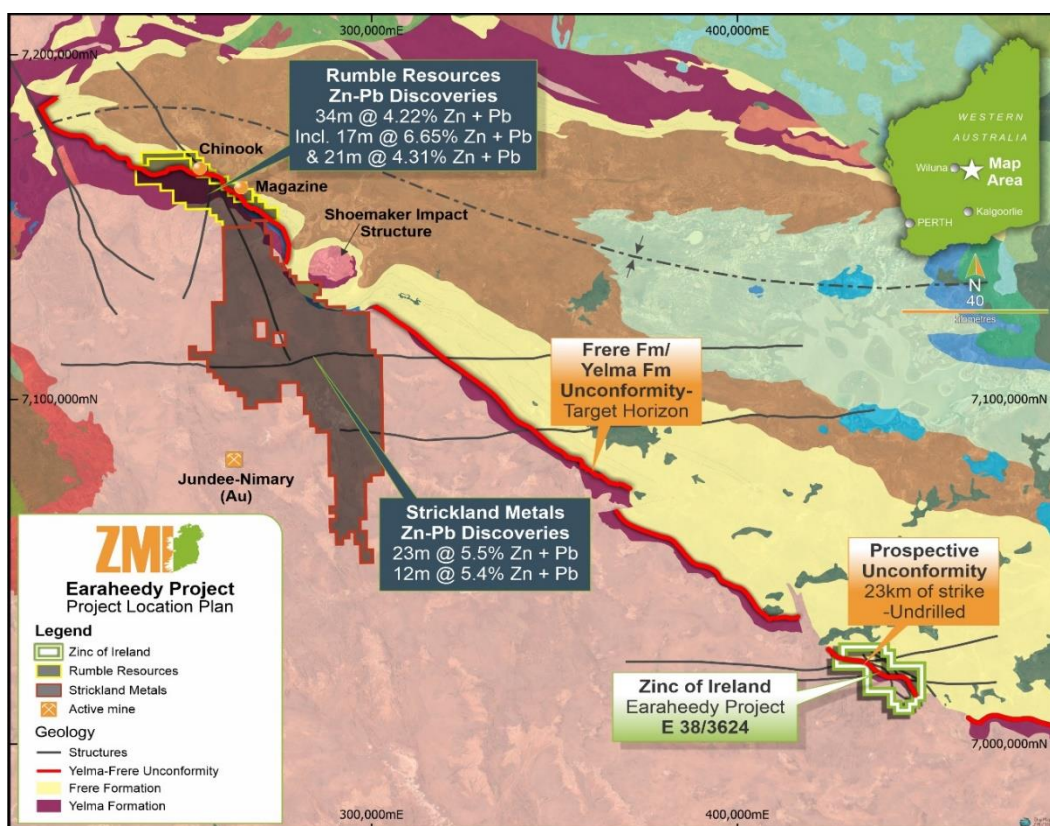 300,000mE
400,000mE
7,200,000mN
Rumble Resources
Zn-Pb Discoveries
34m @ 4.22% Zn + Pb
Incl. 17m @ 6.65% Zn + Pb
& 21m @ 4.31% Zn + Pb
WESTERN
AUSTRALIA
Wiluna
Map
Area
Kalgoorlie
PERTH
Chinook
Magazine
Shoemaker Impact
Structure
N
40
kilometres
Frere Fm/
Yelma Fm
Unconformity-
Target Horizon
7,100,000mN
7,100,000mN
Jundee-Nimary
(Au)
Strickland Metals
Zn-Pb Discoveries
23m @ 5.5% Zn + Pb
12m @ 5.4% Zn + Pb
Prospective
Unconformity
23km of strike
-Undrilled
Zinc of Ireland
Earaheedy Project
E 38/3624
7,000,000mN
ZMI
Earaheedy Project
Project Location Plan
Legend
Zinc of Ireland
Rumble Resources
Strickland Metals
Active mine
Geology
Structures
Yelma-Frere Unconformity
Frere Formation
Yelma Formation
300,000mE
400,000mE